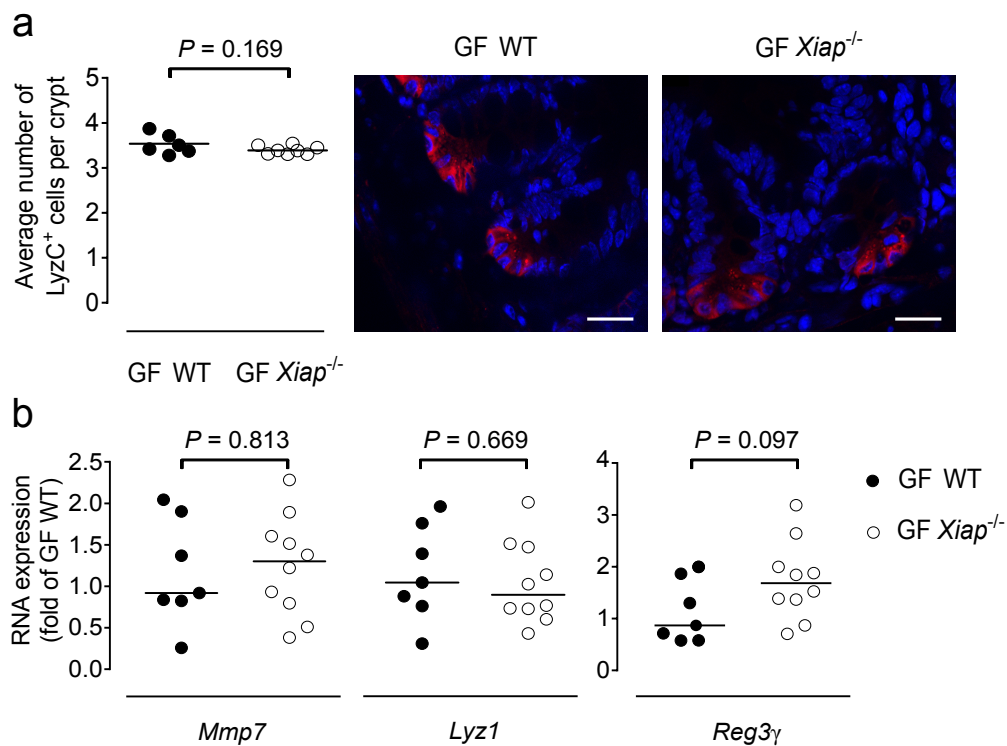 a
P = 0.169
GF WT
GF Xiap-/-
Average number of
LyzC+ cells per crypt
5
4
3
2
1
0
GF WT GF Xiap-/-
b
P = 0.813
P = 0.669
P = 0.097
RNA expression
(fold of GF WT)
2.5
2.0
1.5
1.0
0.5
0.0
4
3
2
1
0
GF WT
GF Xiap-/-
Mmp7
Lyz1
Reg3γ